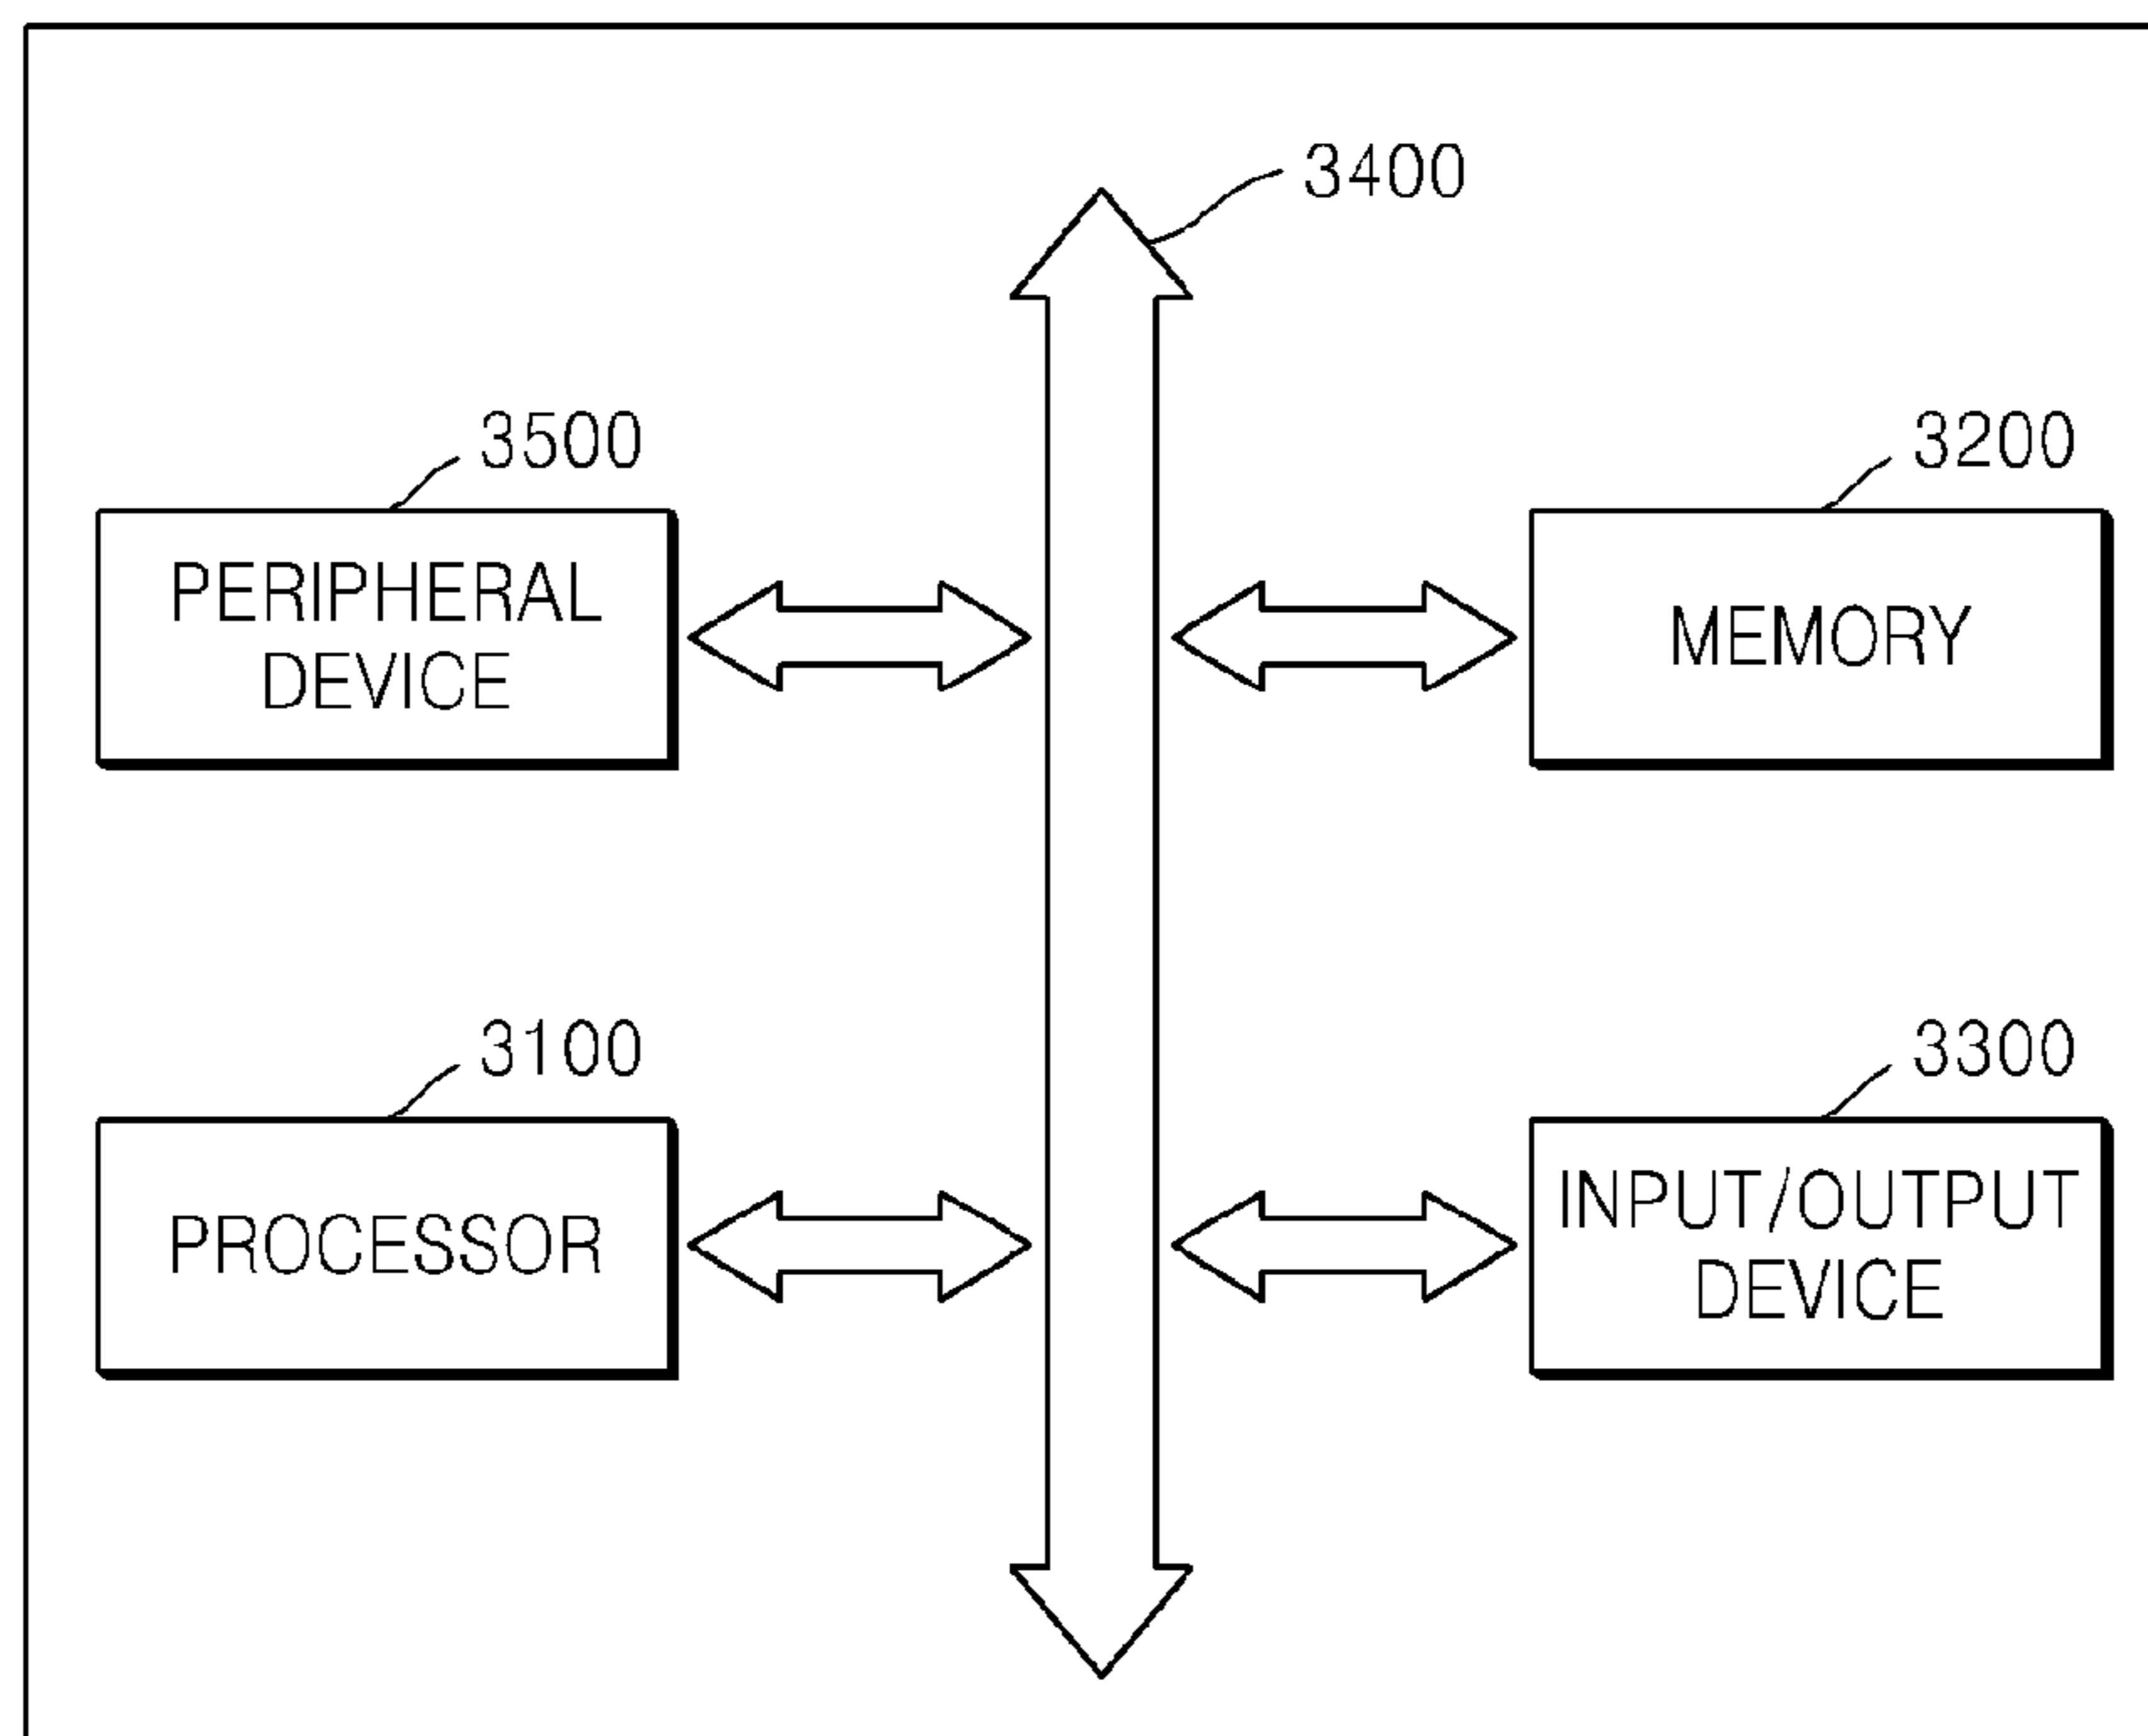 3400
3500
PERIPHERAL
DEVICE
3200
MEMORY
3100
PROCESSOR
3300
INPUT/OUTPUT
DEVICE